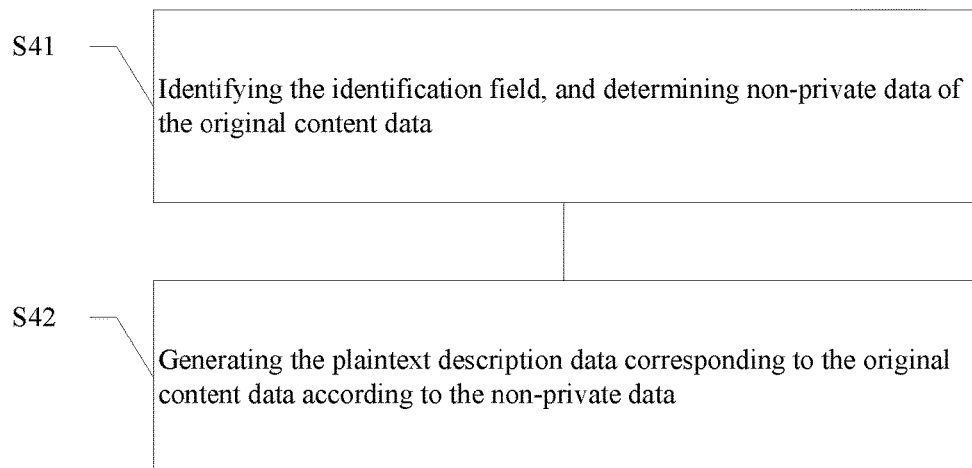 S41
Identifying the identification field, and determining non-private data of
the original content data
S42
Generating the plaintext description data corresponding to the original
content data according to the non-private data